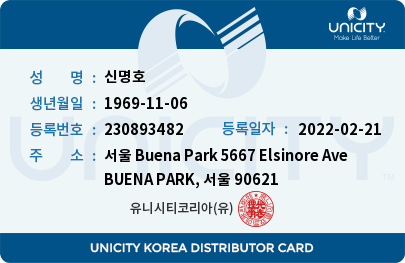 UNICITY
Make Life Better
성 명 : 신명호
생년월일 : 1969-11-06
등록번호 : 230893482 등록일자 : 2022-02-21
주 소 : 서울 Buena Park 5667 Elsinore Ave
BUENA PARK, 서울 90621
UNICITY
유니시티코리아(유)
UNICITY KOREA DISTRIBUTOR CARD